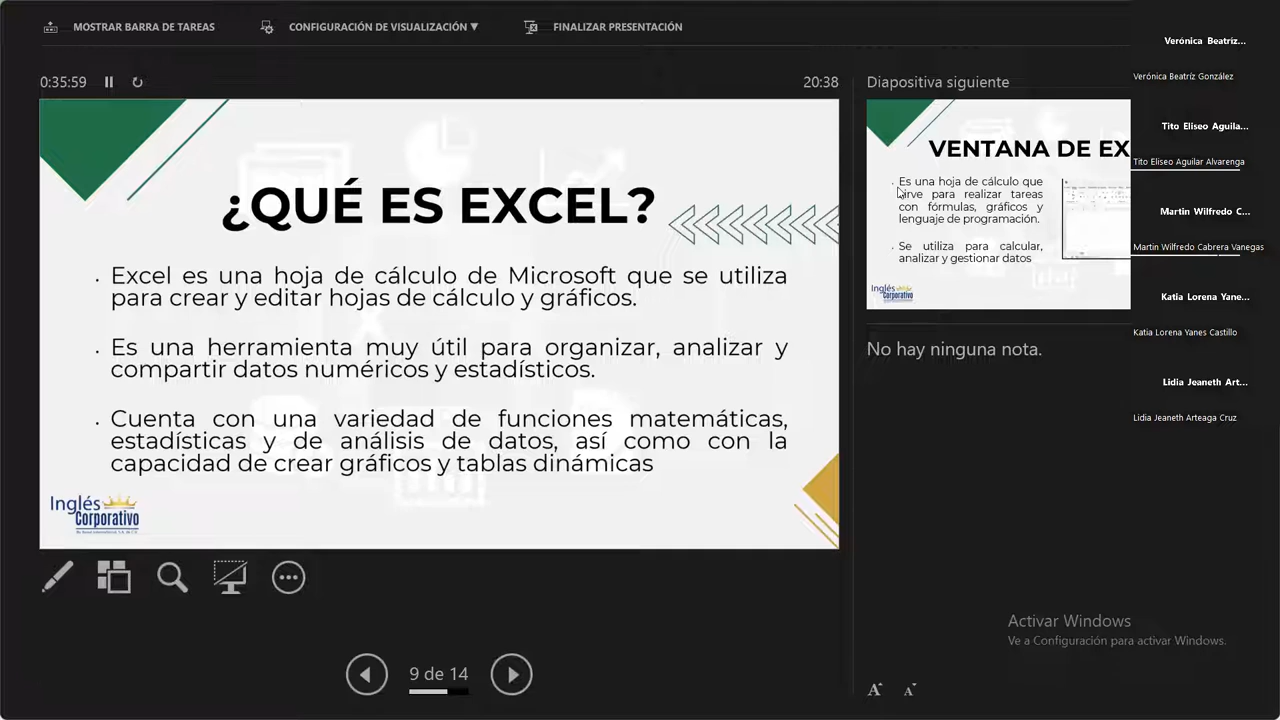 MOSTRAR BARRA DE TAREAS
CONFIGURACIÓN DE VISUALIZACIÓN ▼
FINALIZAR PRESENTACIÓN
0:35:59
20:38
¿QUÉ ES EXCEL?
. Excel es una hoja de cálculo de Microsoft que se utiliza
para crear y editar hojas de cálculo y gráficos.
. Es una herramienta muy útil para organizar, analizar y
compartir datos numéricos y estadísticos.
. Cuenta con una variedad de funciones matemáticas,
estadísticas y de análisis de datos, así como con la
capacidad de crear gráficos y tablas dinámicas
Inglés
Corporativo
9 de 14
Diapositiva siguiente
VENTANA DE EX
. Es una hoja de cálculo que
sirve para realizar tareas
con fórmulas, gráficos y
lenguaje de programación.
. Se utiliza para calcular,
analizar y gestionar datos
Inglés
Corporativo
No hay ninguna nota.
Verónica Beatríz...
Verónica Beatríz González
Tito Eliseo Aguila...
Tito Eliseo Aguilar Alvarenga
Martin Wilfredo C...
Martin Wilfredo Cabrera Vanegas
Katia Lorena Yane...
Katia Lorena Yanes Castillo
Lidia Jeaneth Art...
Lidia Jeaneth Arteaga Cruz
Activar Windows
Ve a Configuración para activar Windows.
A A